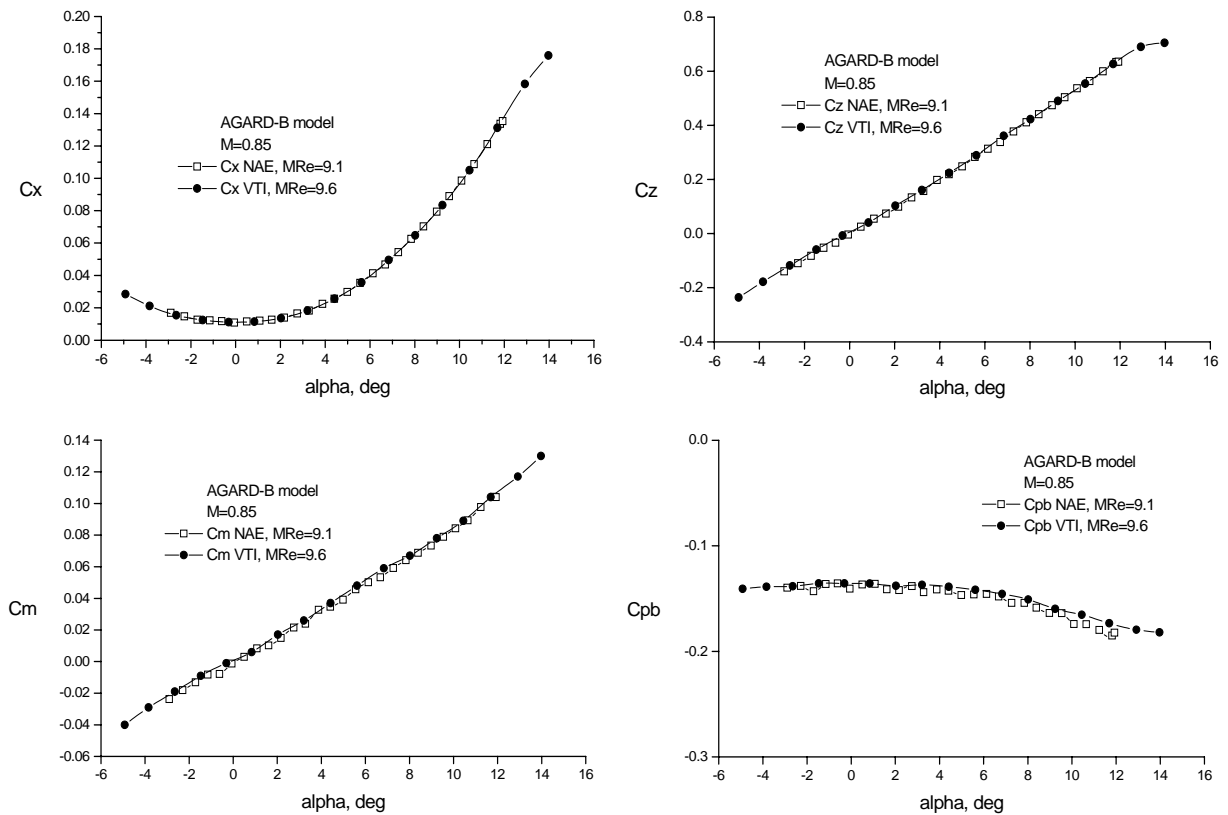 0.20
0.18
0.16
0.14
0.12
0.10
0.08
0.06
0.04
0.02
0.00
Cx
AGARD-B model
M=0.85
Cx NAE, MRe=9.1
Cx VTI, MRe=9.6
-6 -4 -2 0 2 4 6 8 10 12 14 16
alpha, deg
0.8
0.6
0.4
0.2
0.0
-0.2
-0.4
Cz
AGARD-B model
M=0.85
Cz NAE, MRe=9.1
Cz VTI, MRe=9.6
-6 -4 -2 0 2 4 6 8 10 12 14 16
alpha, deg
0.14
0.12
0.10
0.08
0.06
0.04
0.02
0.00
-0.02
-0.04
-0.06
Cm
AGARD-B model
M=0.85
Cm NAE, MRe=9.1
Cm VTI, MRe=9.6
-6 -4 -2 0 2 4 6 8 10 12 14 16
alpha, deg
0.0
-0.1
-0.2
-0.3
Cpb
AGARD-B model
M=0.85
Cpb NAE, MRe=9.1
Cpb VTI, MRe=9.6
-6 -4 -2 0 2 4 6 8 10 12 14 16
alpha, deg